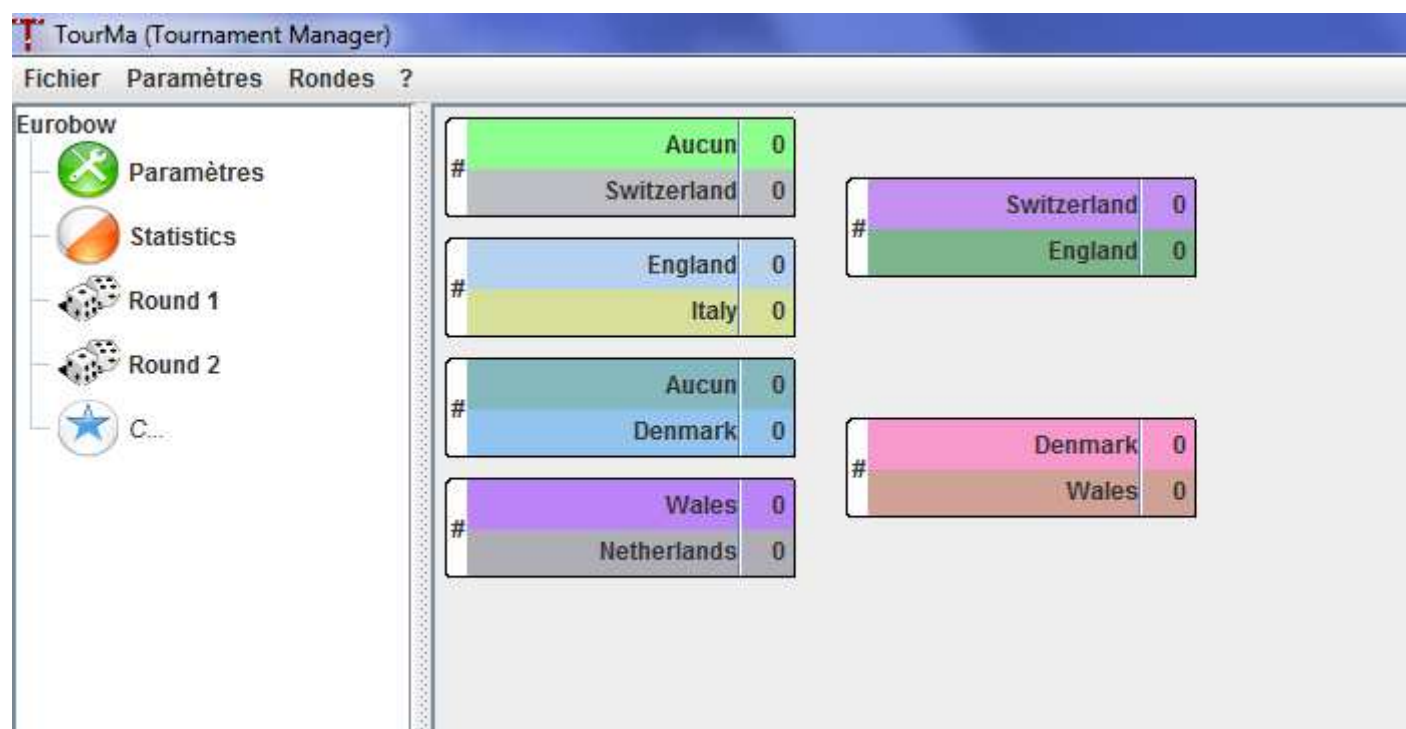 TourMa (Tournament Manager)
Fichier Paramètres Rondes ?
Eurobow
Paramètres
Statistics
Round 1
Round 2
C...
#
Aucun 0
Switzerland 0
#
England 0
Italy 0
#
Aucun 0
Denmark 0
#
Wales 0
Netherlands 0
#
Switzerland 0
England 0
#
Denmark 0
Wales 0